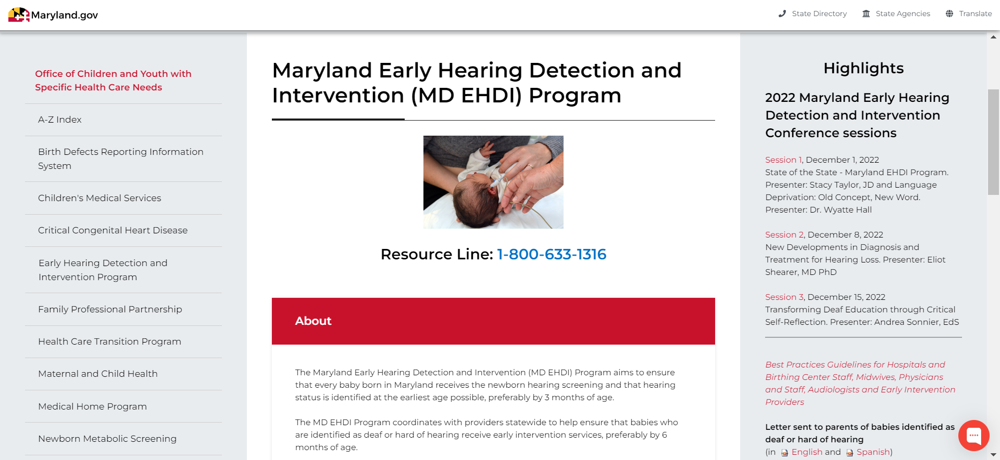 Maryland.gov
State Directory
State Agencies
Translate
Office of Children and Youth with
Specific Health Care Needs
A-Z Index
Birth Defects Reporting Information
System
Children's Medical Services
Critical Congenital Heart Disease
Early Hearing Detection and
Intervention Program
Family Professional Partnership
Health Care Transition Program
Maternal and Child Health
Medical Home Program
Newborn Metabolic Screening
Maryland Early Hearing Detection and
Intervention (MD EHDI) Program
Resource Line: 1-800-633-1316
About
The Maryland Early Hearing Detection and Intervention (MD EHDI) Program aims to ensure
that every baby born in Maryland receives the newborn hearing screening and that hearing
status is identified at the earliest age possible, preferably by 3 months of age.
The MD EHDI Program coordinates with providers statewide to help ensure that babies who
are identified as deaf or hard of hearing receive early intervention services, preferably by 6
months of age.
Highlights
2022 Maryland Early Hearing
Detection and Intervention
Conference sessions
Session 1, December 1, 2022
State of the State - Maryland EHDI Program.
Presenter: Stacy Taylor, JD and Language
Deprivation: Old Concept, New Word.
Presenter: Dr. Wyatte Hall
Session 2, December 8, 2022
New Developments in Diagnosis and
Treatment for Hearing Loss. Presenter: Eliot
Shearer, MD PhD
Session 3, December 15, 2022
Transforming Deaf Education through Critical
Self-Reflection. Presenter: Andrea Sonnier, EdS
Best Practices Guidelines for Hospitals and
Birthing Center Staff, Midwives, Physicians
and Staff, Audiologists and Early Intervention
Providers
Letter sent to parents of babies identified as
deaf or hard of hearing
(in English and Spanish)